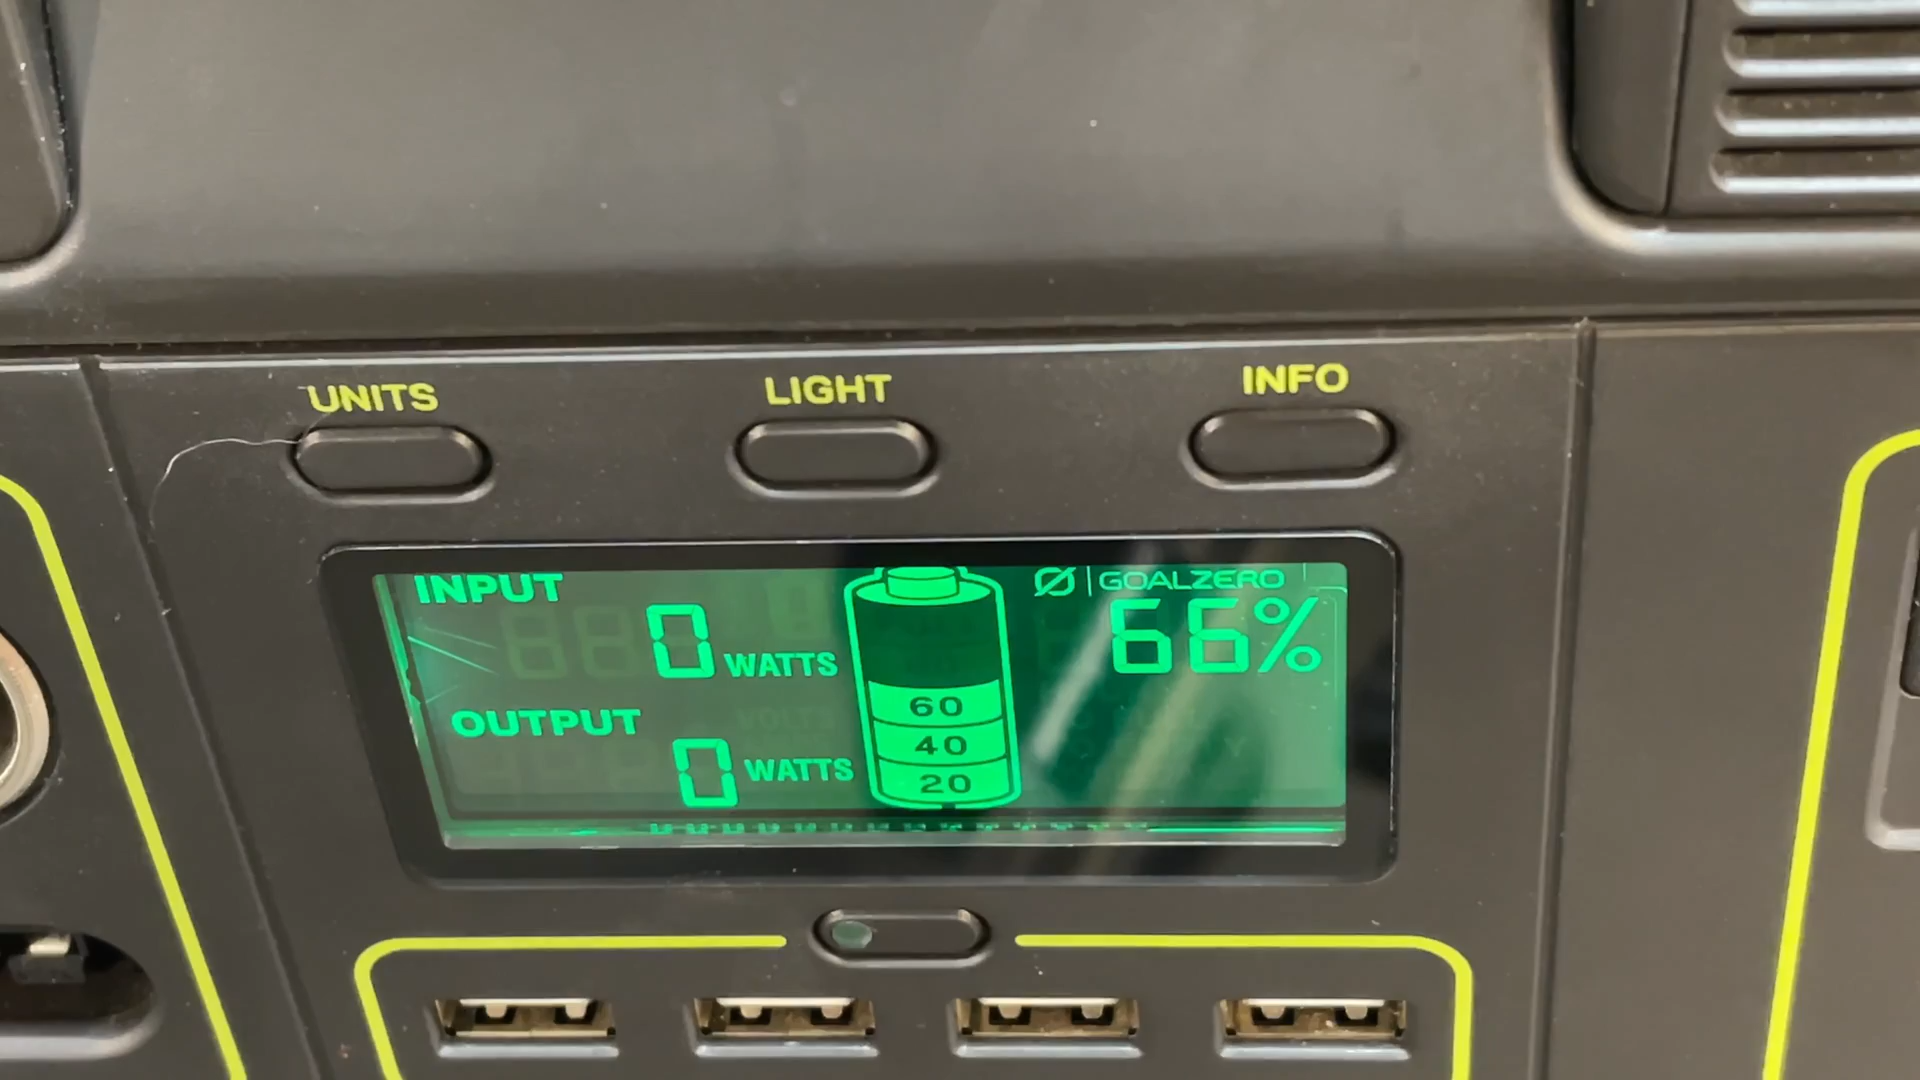 UNITS
LIGHT
INFO
INPUT
0 WATTS
OUTPUT
0 WATTS
60
40
20
GOALZERO
66%